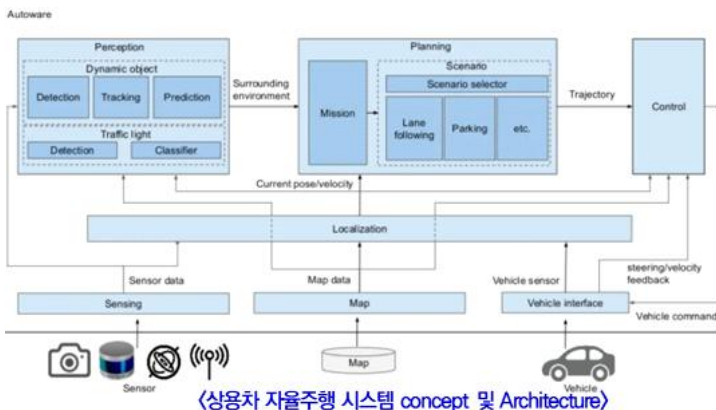 Autoware
Perception
Dynamic object
Detection
Tracking
Prediction
Traffic light
Detection
Classifier
Surrounding
environment
Planning
Mission
Scenario
Scenario selector
Lane
following
Parking
etc.
Trajectory
Control
Current pose/velocity
Localization
Sensor data
Map data
Vehicle sensor
steering/velocity
feedback
Sensing
Map
Vehicle interface
Vehicle command
Sensor
Map
Vehicle
<상용차 자율주행 시스템 concept 및 Architecture>